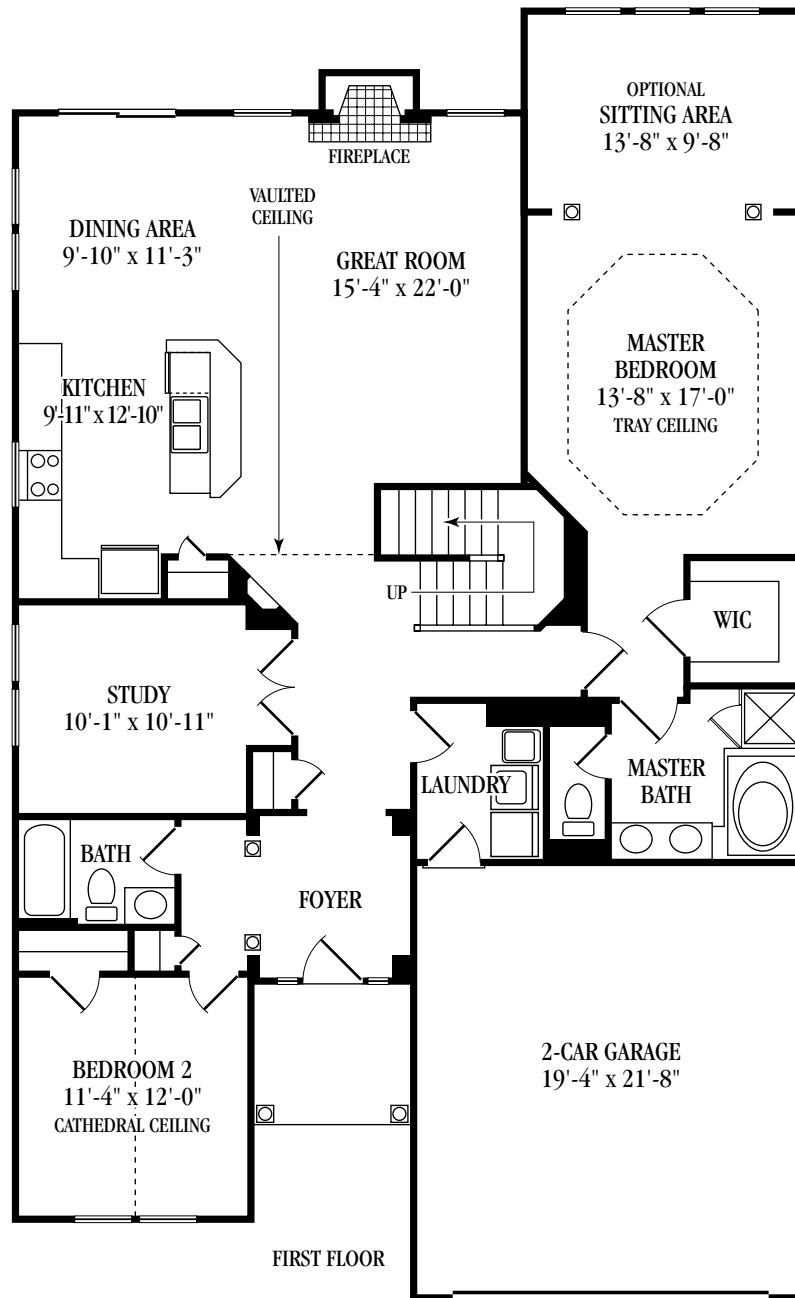 OPTIONAL
SITTING AREA
13'-8" x 9'-8"
FIREPLACE
VAULTED
CEILING
DINING AREA
9'-10" x 11'-3"
GREAT ROOM
15'-4" x 22'-0"
MASTER
BEDROOM
13'-8" x 17'-0"
TRAY CEILING
KITCHEN
9'-11" x 12'-10"
UP
WIC
STUDY
10'-1" x 10'-11"
LAUNDRY
MASTER
BATH
BATH
FOYER
2-CAR GARAGE
19'-4" x 21'-8"
BEDROOM 2
11'-4" x 12'-0"
CATHEDRAL CEILING
FIRST FLOOR